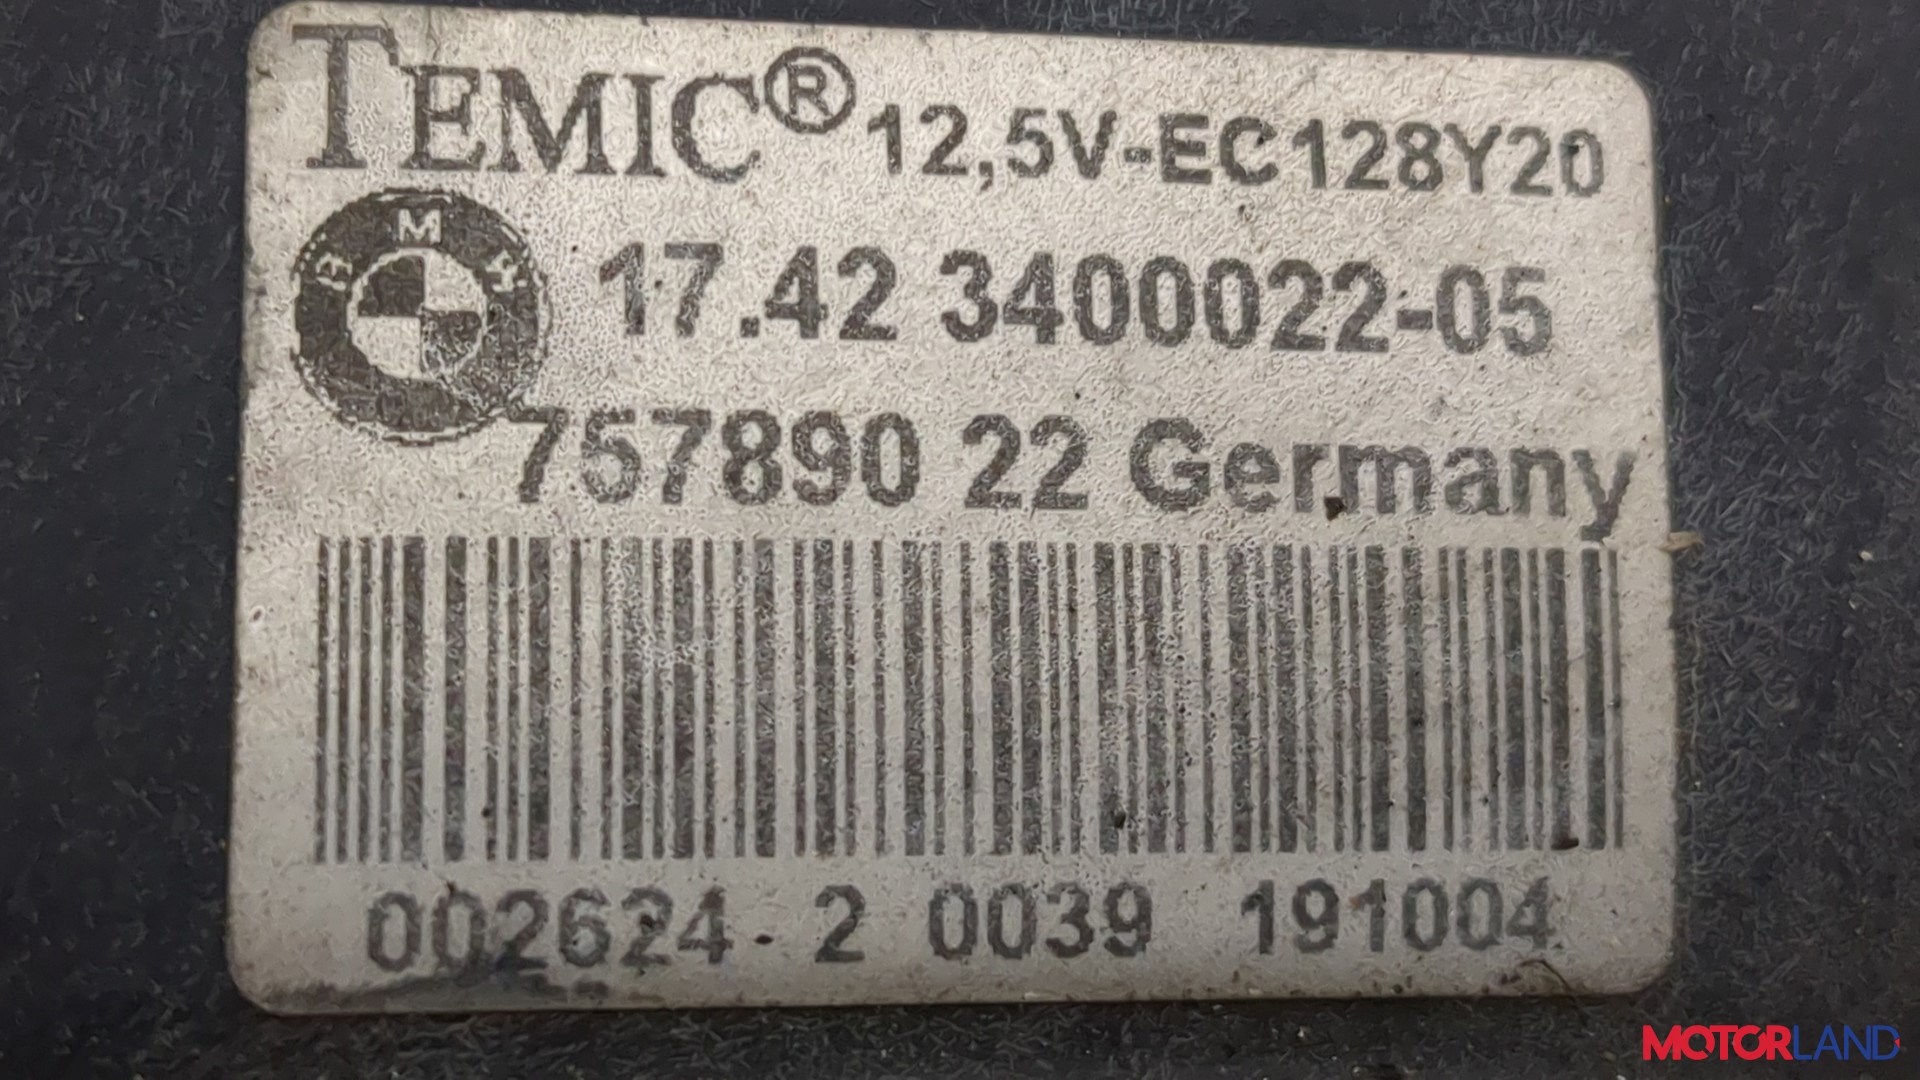 TEMIC® 12,5V-EC128Y20
BMW
17.42 3400022-05
757890 22 Germany
002624 2 0039 191004
MOTORLAND